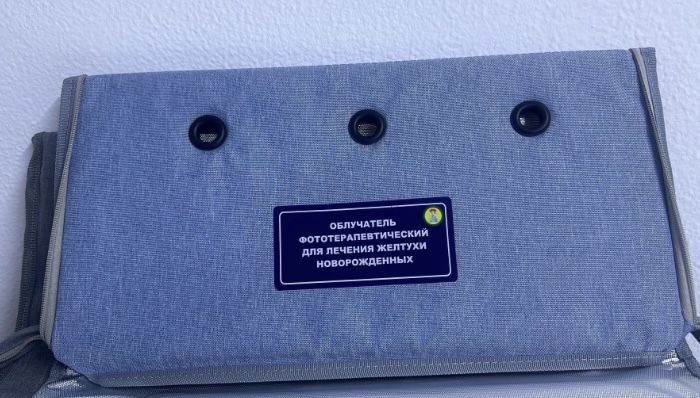 ОБЛУЧАТЕЛЬ
ФОТОТЕРАПЕВТИЧЕСКИЙ
ДЛЯ ЛЕЧЕНИЯ ЖЕЛТУХИ
НОВОРОЖДЕННЫХ